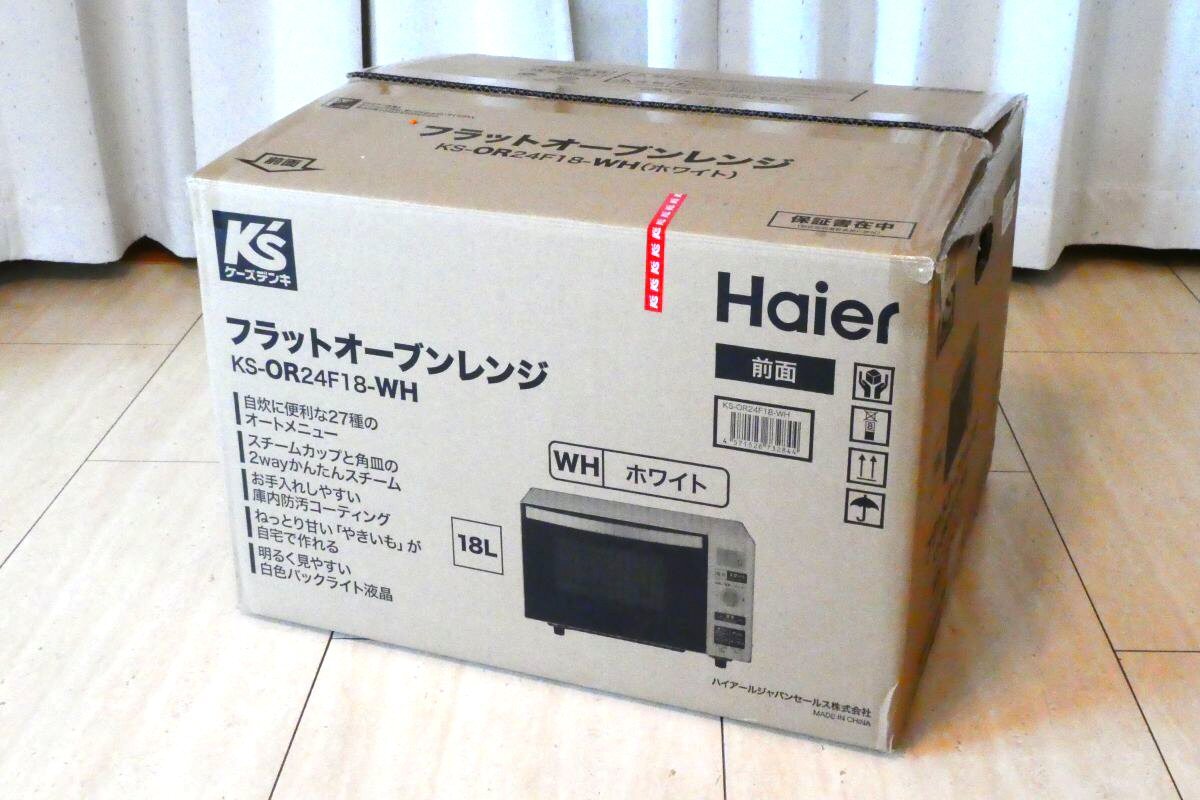 フラットオーブンレンジ
KS-OR24F18-WH(ホワイト)
前面
保証書在中
K's
ケーズデンキ
Haier
フラットオーブンレンジ
KS-OR24F18-WH
前面
KS-OR24F18-WH
4 571526 732844
自炊に便利な27種の
オートメニュー
スチームカップと角皿の
2wayかんたんスチーム
お手入れしやすい
庫内防汚コーティング
ねっとり甘い「やきいも」が
自宅で作れる
明るく見やすい
白色バックライト液晶
WH ホワイト
18L
8
ハイアールジャパンセールス株式会社
MADE IN CHINA